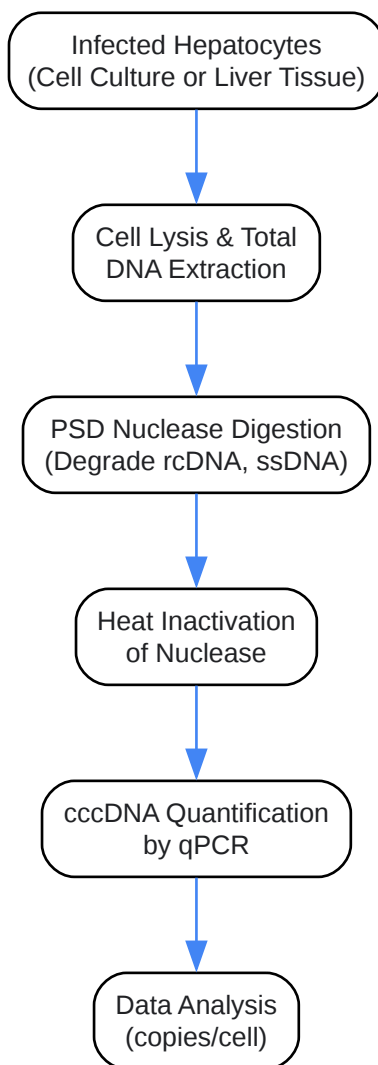 Infected Hepatocytes
(Cell Culture or Liver Tissue)
Cell Lysis & Total
DNA Extraction
PSD Nuclease Digestion
(Degrade rcDNA, ssDNA)
Heat Inactivation
of Nuclease
cccDNA Quantification
by qPCR
Data Analysis
(copies/cell)